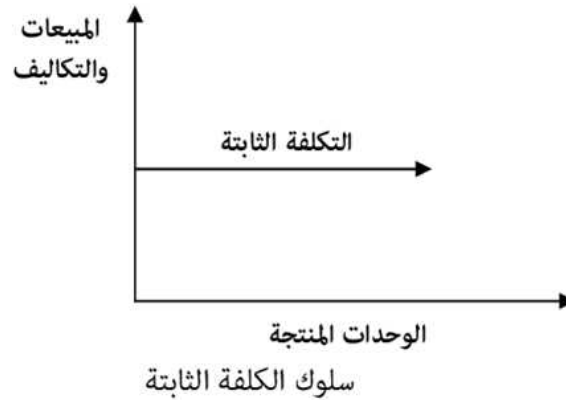 المبيعات
والتكاليف
التكلفة الثابتة
الوحدات المنتجة
سلوك الكلفة الثابتة